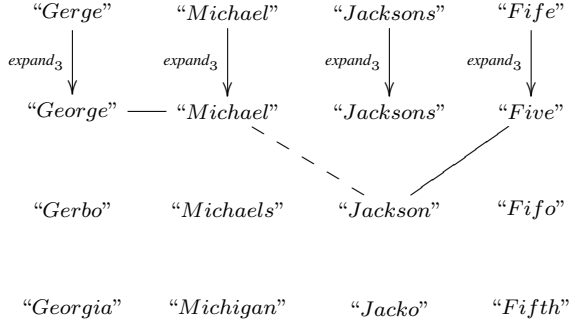 “Gerge” “Michael” “Jacksons” “Fife”
expand₃ expand₃ expand₃ expand₃
“George” “Michael” “Jacksons” “Five”
“Gerbo” “Michaels” “Jackson” “Fifo”
“Georgia” “Michigan” “Jacko” “Fifth”